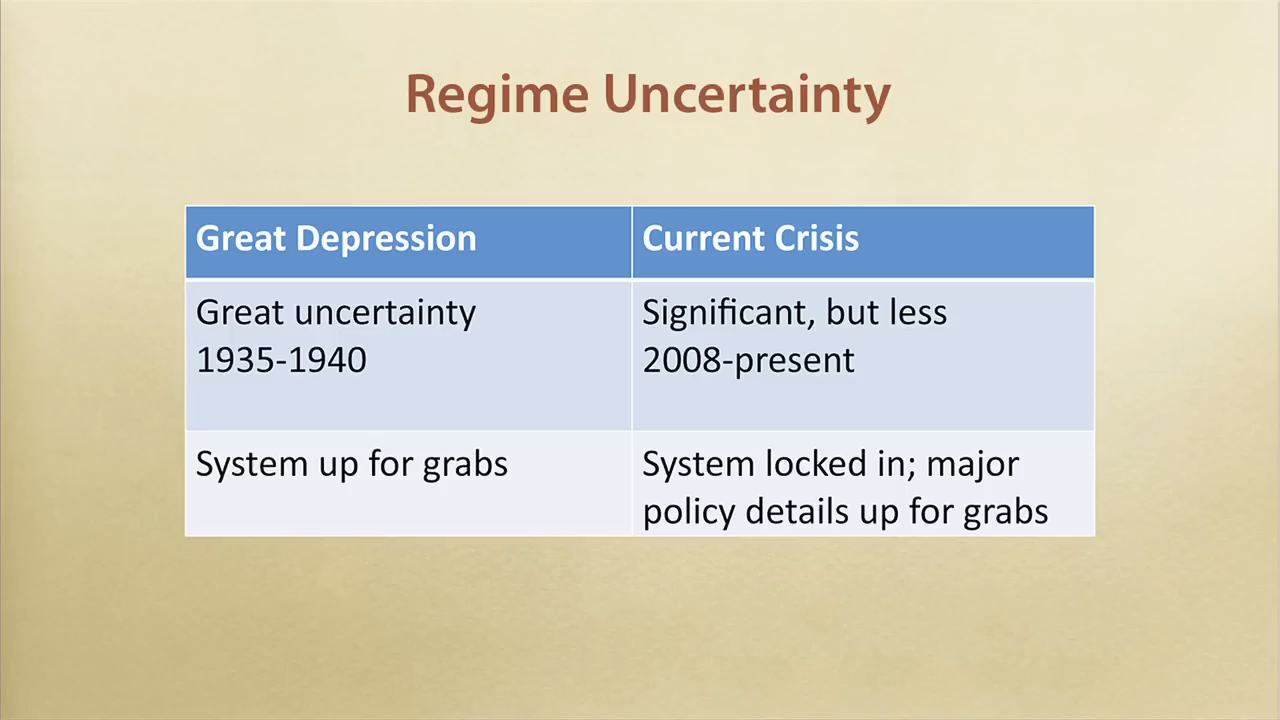 Regime Uncertainty
Great Depression
Current Crisis
Great uncertainty
1935-1940
Significant, but less
2008-present
System up for grabs
System locked in; major
policy details up for grabs